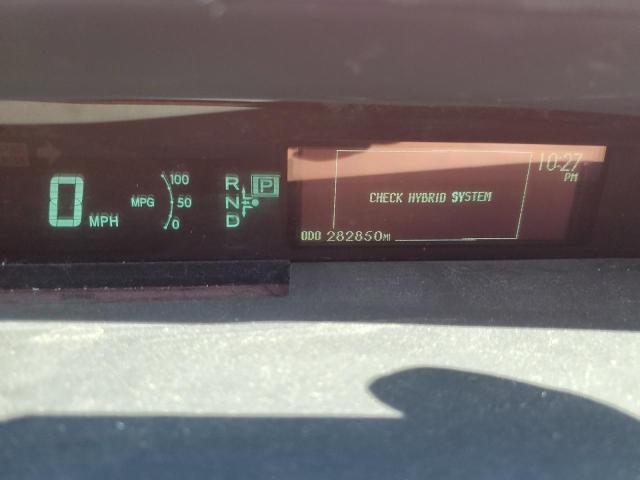 0 MPH
MPG
100
50
0
R
N
D
P
CHECK HYBRID SYSTEM
10:27
PM
ODO 282850 MI